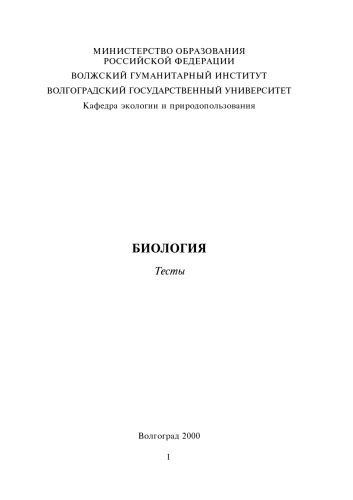 МИНИСТЕРСТВО ОБРАЗОВАНИЯ
РОССИЙСКОЙ ФЕДЕРАЦИИ
ВОЛЖСКИЙ ГУМАНИТАРНЫЙ ИНСТИТУТ
ВОЛГОГРАДСКИЙ ГОСУДАРСТВЕННЫЙ УНИВЕРСИТЕТ
Кафедра экологии и природопользования
БИОЛОГИЯ
Тесты
Волгоград 2000
1